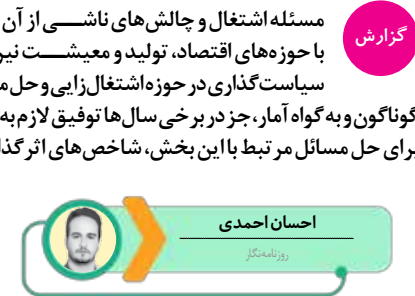 گزارش
مسئله اشتغال و چالش‌های ناشی از آن
با حوزه‌های اقتصاد، تولید و معیشت نیر
سیاست‌گذاری در حوزه اشتغال‌زایی و حل م
گوناگون و به گواه آمار، جز در برخی سال‌ها توفیق لازم به
برای حل مسائل مرتبط با این بخش، شاخص‌های اثر گذا
احسان احمدی
روزنامه‌نگار